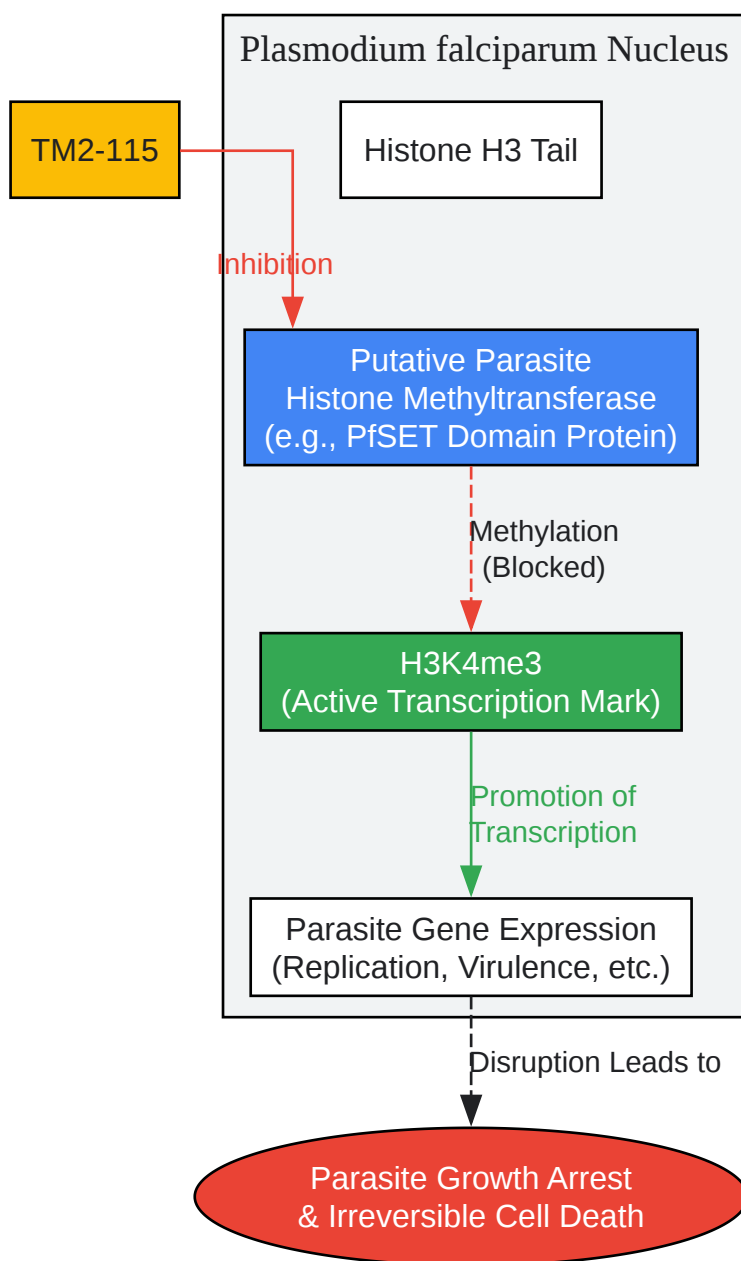 Plasmodium falciparum Nucleus
TM2-115
Histone H3 Tail
Inhibition
Putative Parasite
Histone Methyltransferase
(e.g., PfSET Domain Protein)
Methylation
(Blocked)
H3K4me3
(Active Transcription Mark)
Promotion of
Transcription
Parasite Gene Expression
(Replication, Virulence, etc.)
Disruption Leads to
Parasite Growth Arrest
& Irreversible Cell Death